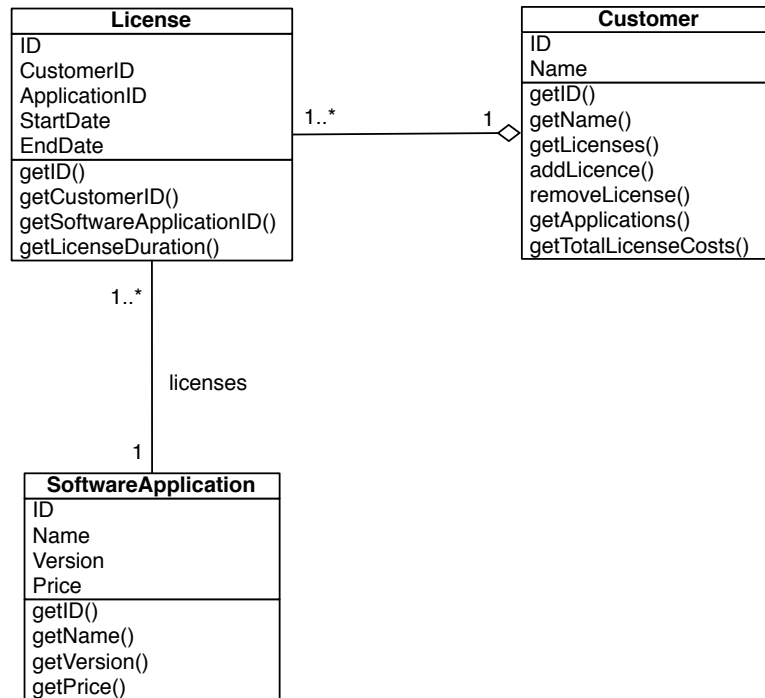 License
ID
CustomerID
ApplicationID
StartDate
EndDate
getID()
getCustomerID()
getSoftwareApplicationID()
getLicenseDuration()
1..*
1
Customer
ID
Name
getID()
getName()
getLicenses()
addLicence()
removeLicense()
getApplications()
getTotalLicenseCosts()
1..*
licenses
1
SoftwareApplication
ID
Name
Version
Price
getID()
getName()
getVersion()
getPrice()